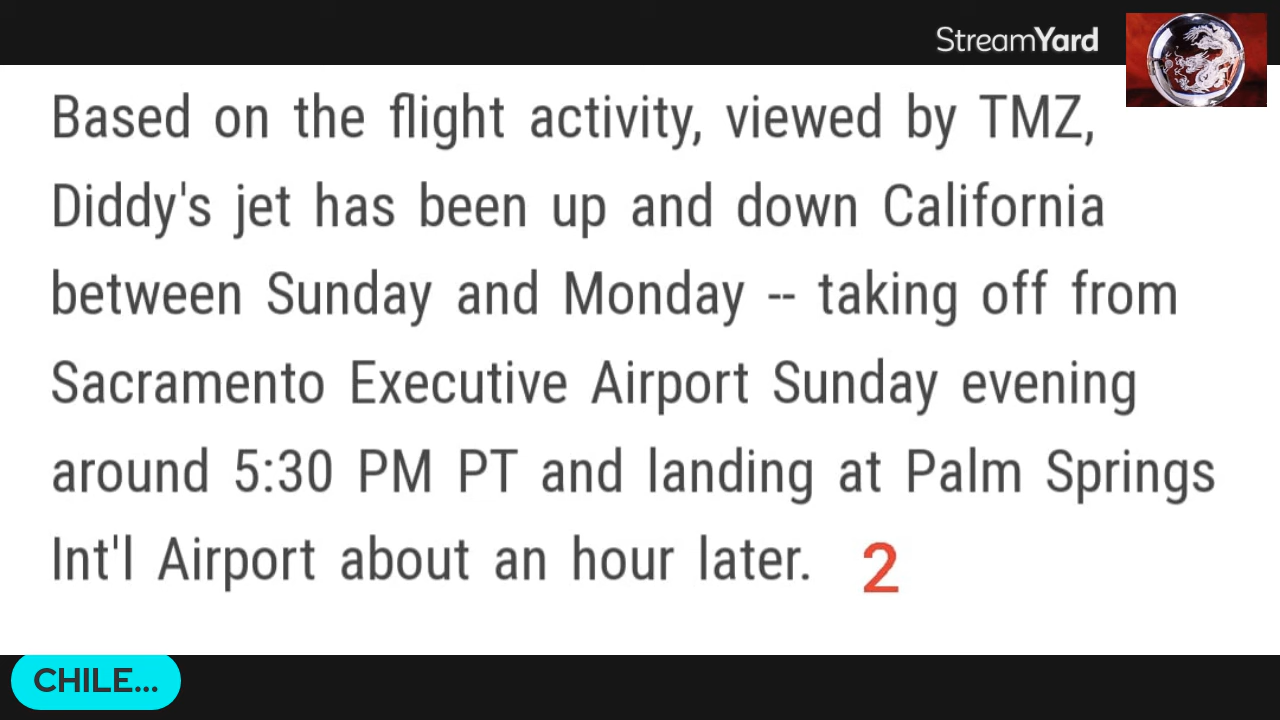 StreamYard
Based on the flight activity, viewed by TMZ,
Diddy's jet has been up and down California
between Sunday and Monday -- taking off from
Sacramento Executive Airport Sunday evening
around 5:30 PM PT and landing at Palm Springs
Int'l Airport about an hour later. 2
CHILE...